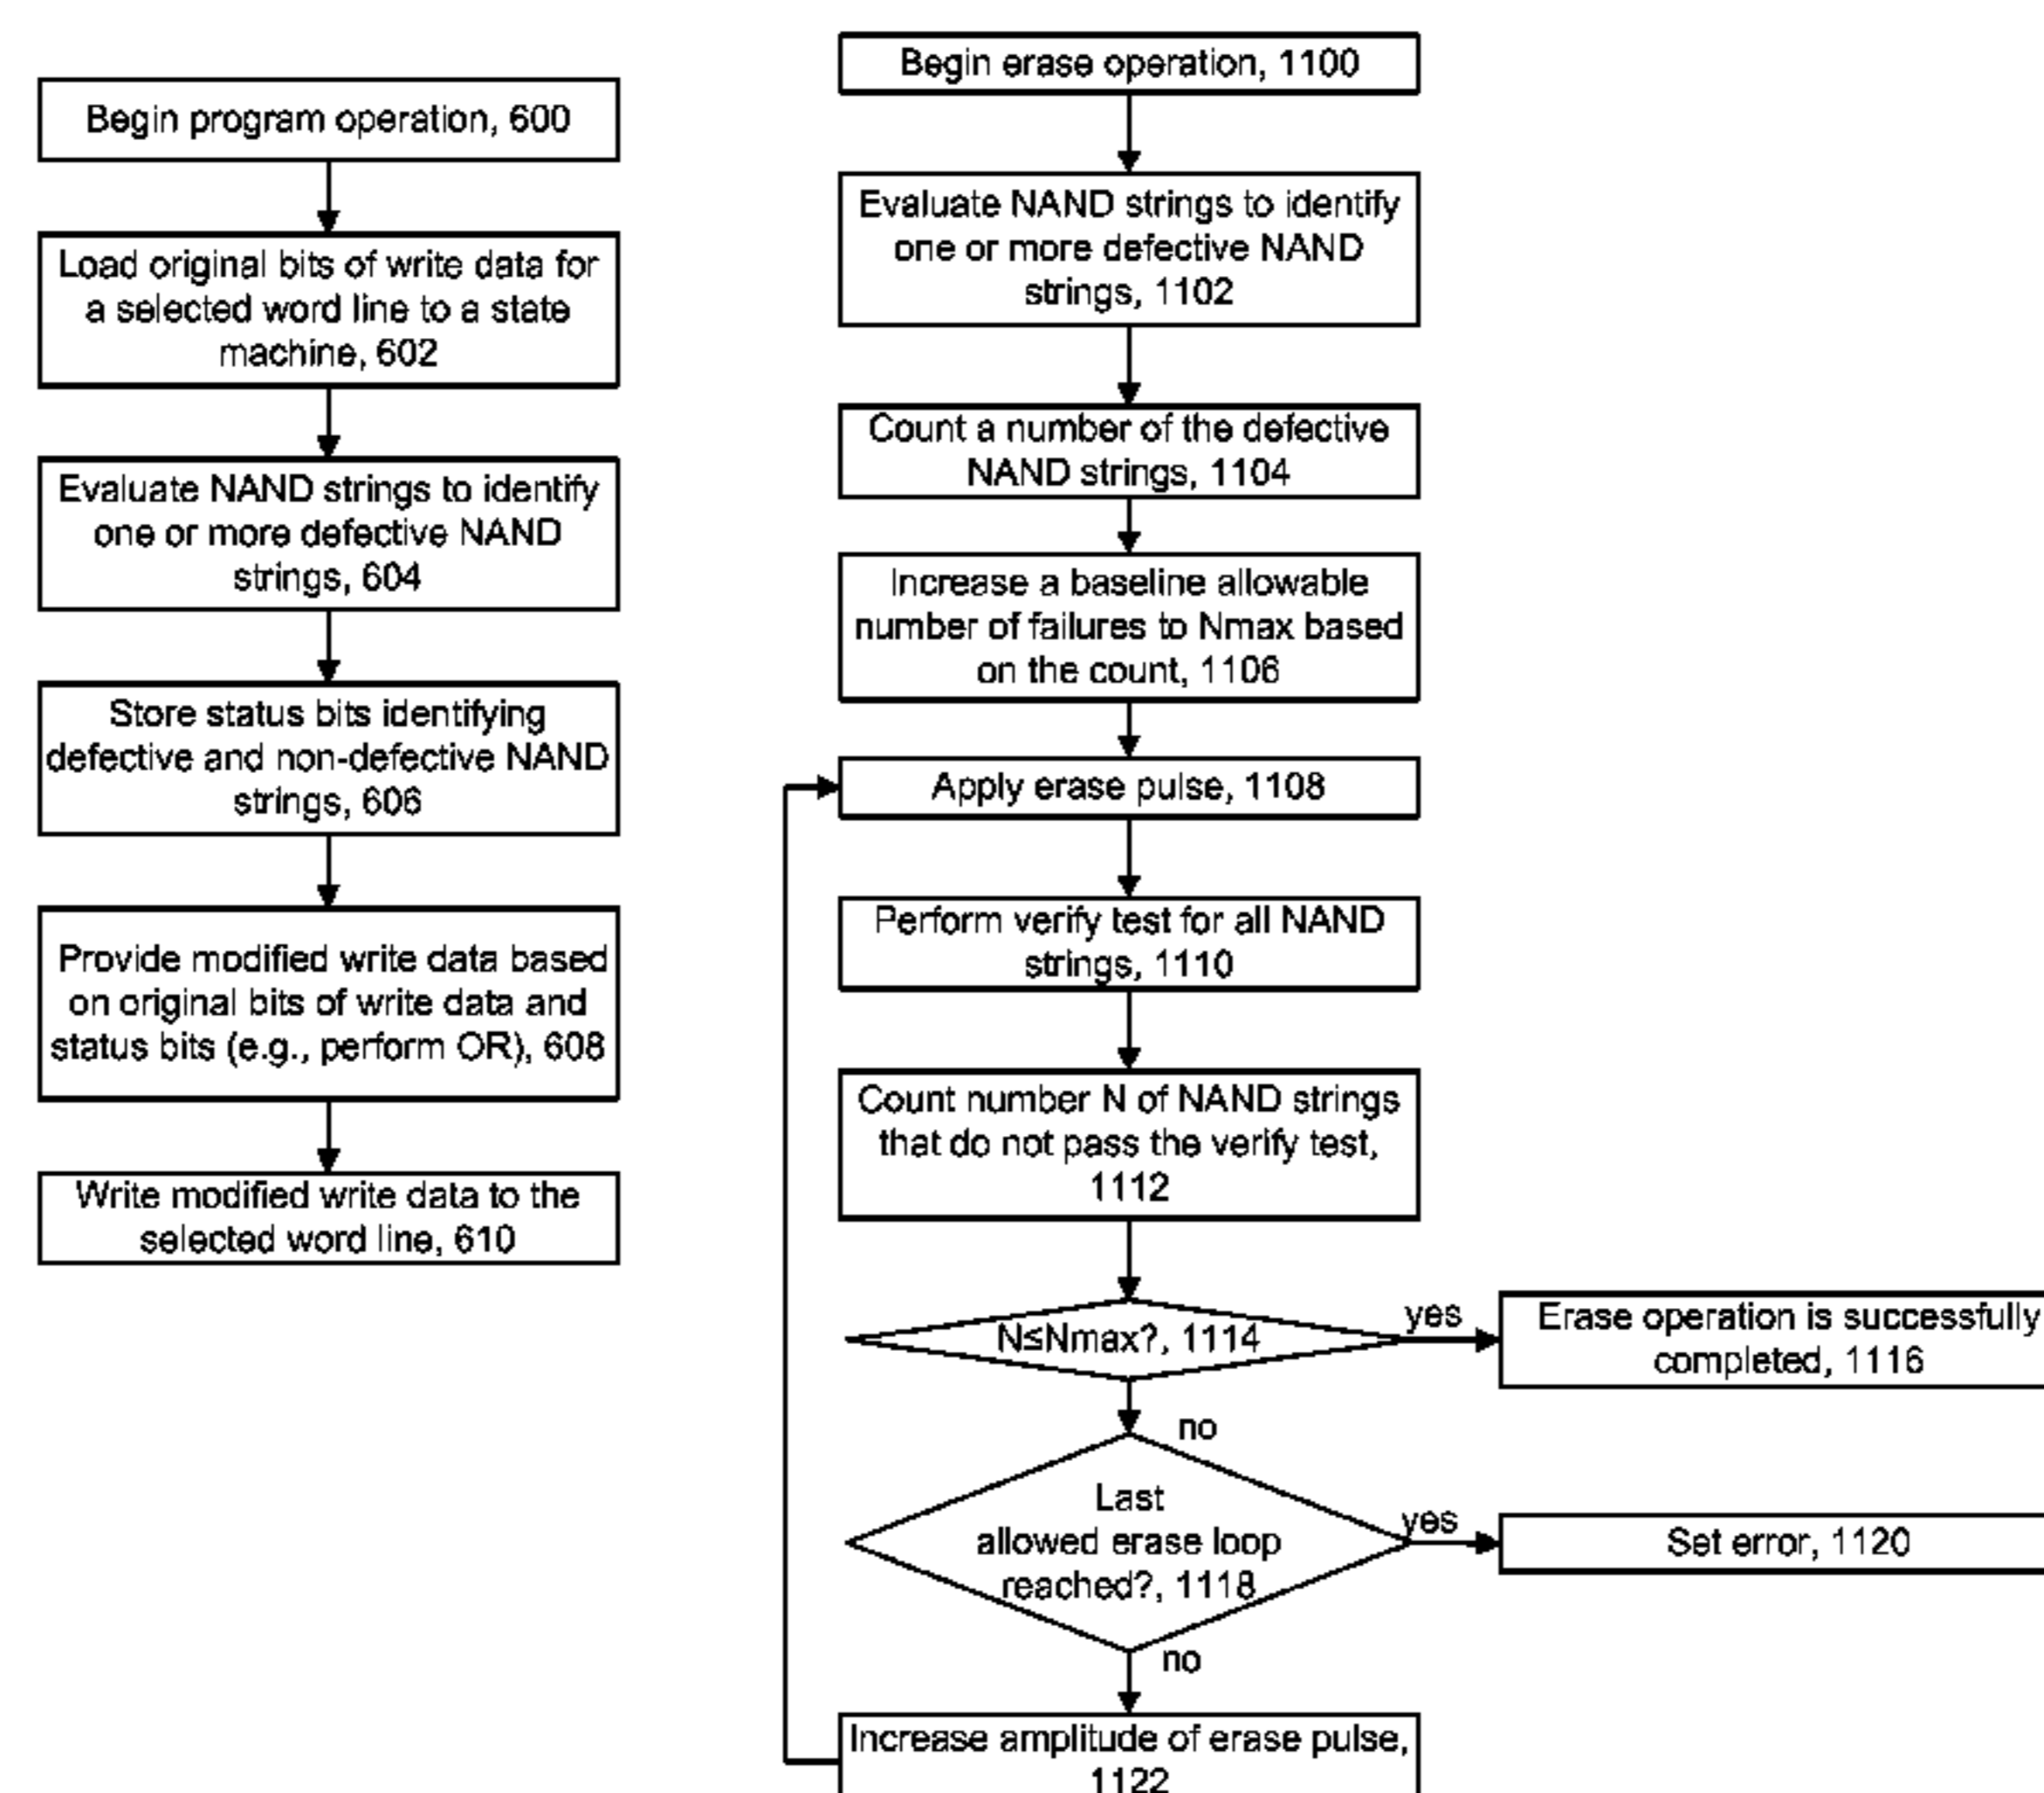 Begin program operation, 600
Load original bits of write data for
a selected word line to a state
machine, 602
Evaluate NAND strings to identify
one or more defective NAND
strings, 604
Store status bits identifying
defective and non-defective NAND
strings, 606
Provide modified write data based
on original bits of write data and
status bits (e.g., perform OR), 608
Write modified write data to the
selected word line, 610
Begin erase operation, 1100
Evaluate NAND strings to identify
one or more defective NAND
strings, 1102
Count a number of the defective
NAND strings, 1104
Increase a baseline allowable
number of failures to Nmax based
on the count, 1106
Apply erase pulse, 1108
Perform verify test for all NAND
strings, 1110
Count number N of NAND strings
that do not pass the verify test,
1112
N≤Nmax?, 1114
yes
Erase operation is successfully
completed, 1116
no
Last
allowed erase loop
reached?, 1118
yes
Set error, 1120
no
Increase amplitude of erase pulse,
1122